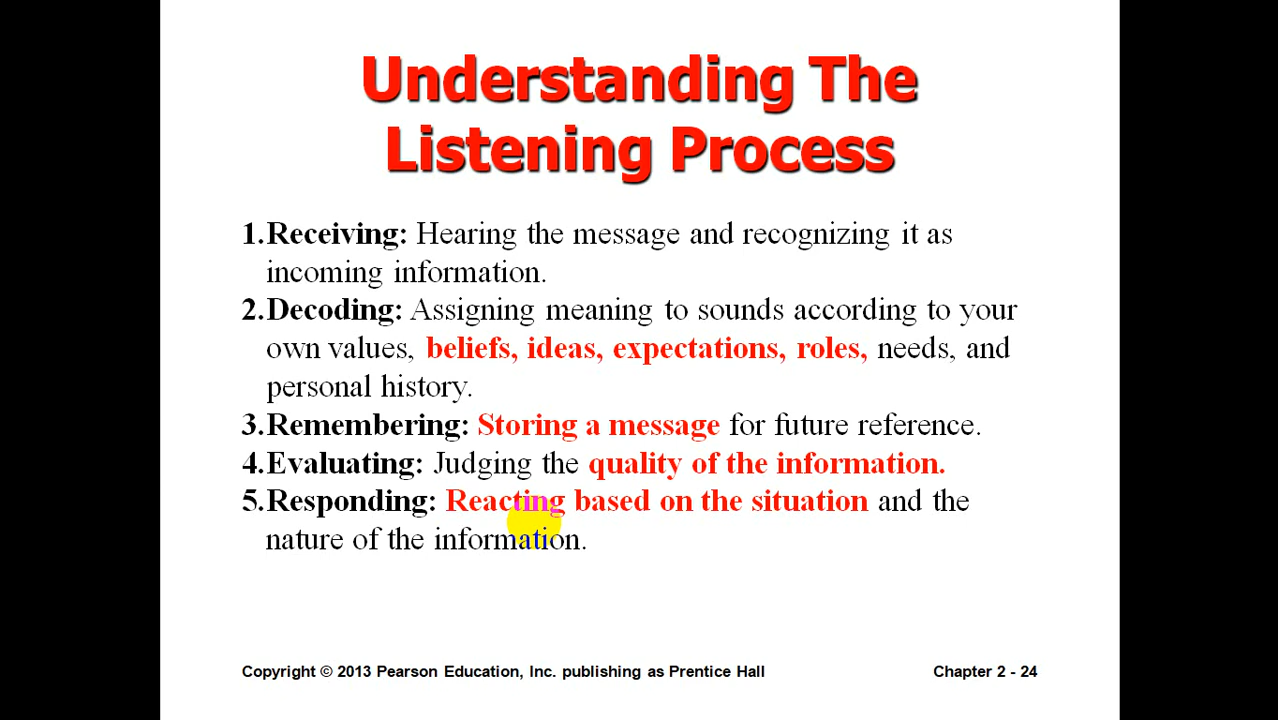 Understanding The
Listening Process
1.Receiving: Hearing the message and recognizing it as
incoming information.
2.Decoding: Assigning meaning to sounds according to your
own values, beliefs, ideas, expectations, roles, needs, and
personal history.
3.Remembering: Storing a message for future reference.
4.Evaluating: Judging the quality of the information.
5.Responding: Reacting based on the situation and the
nature of the information.
Copyright © 2013 Pearson Education, Inc. publishing as Prentice Hall
Chapter 2 - 24